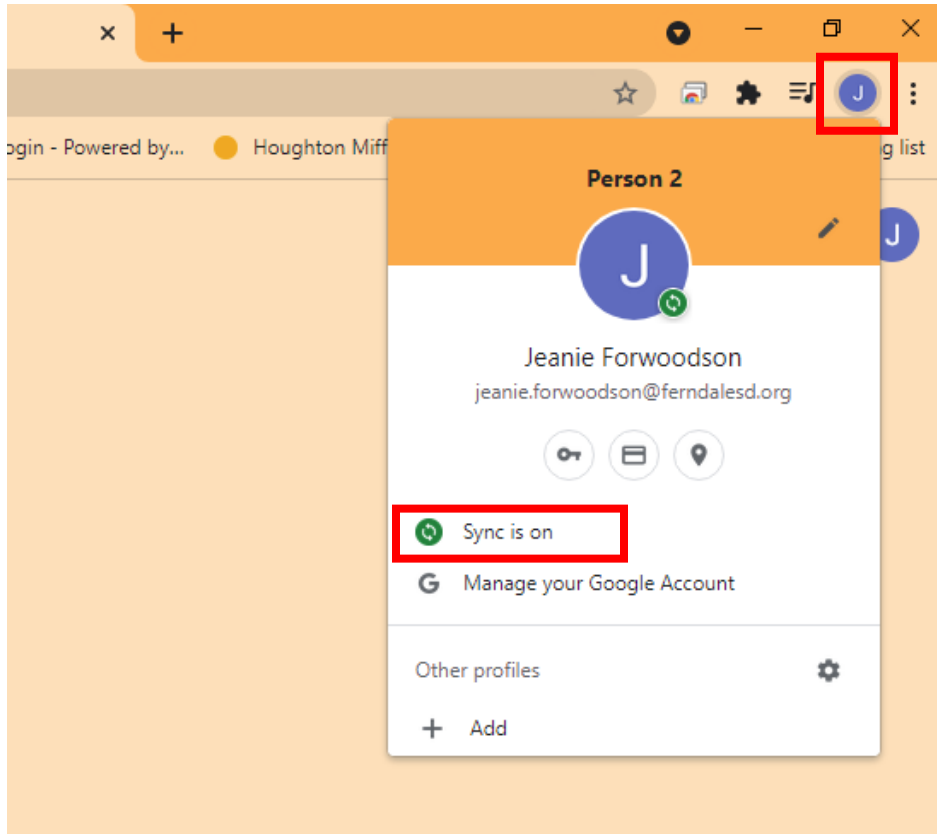 J
ogin - Powered by... Houghton Miff
g list
Person 2
J
J
Jeanie Forwoodson
jeanie.forwoodson@ferndalesd.org
Sync is on
G Manage your Google Account
Other profiles
+ Add